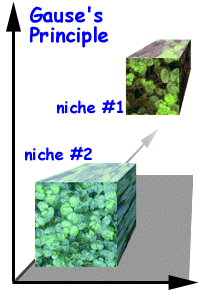 Gause's
Principle
niche #1
niche #2